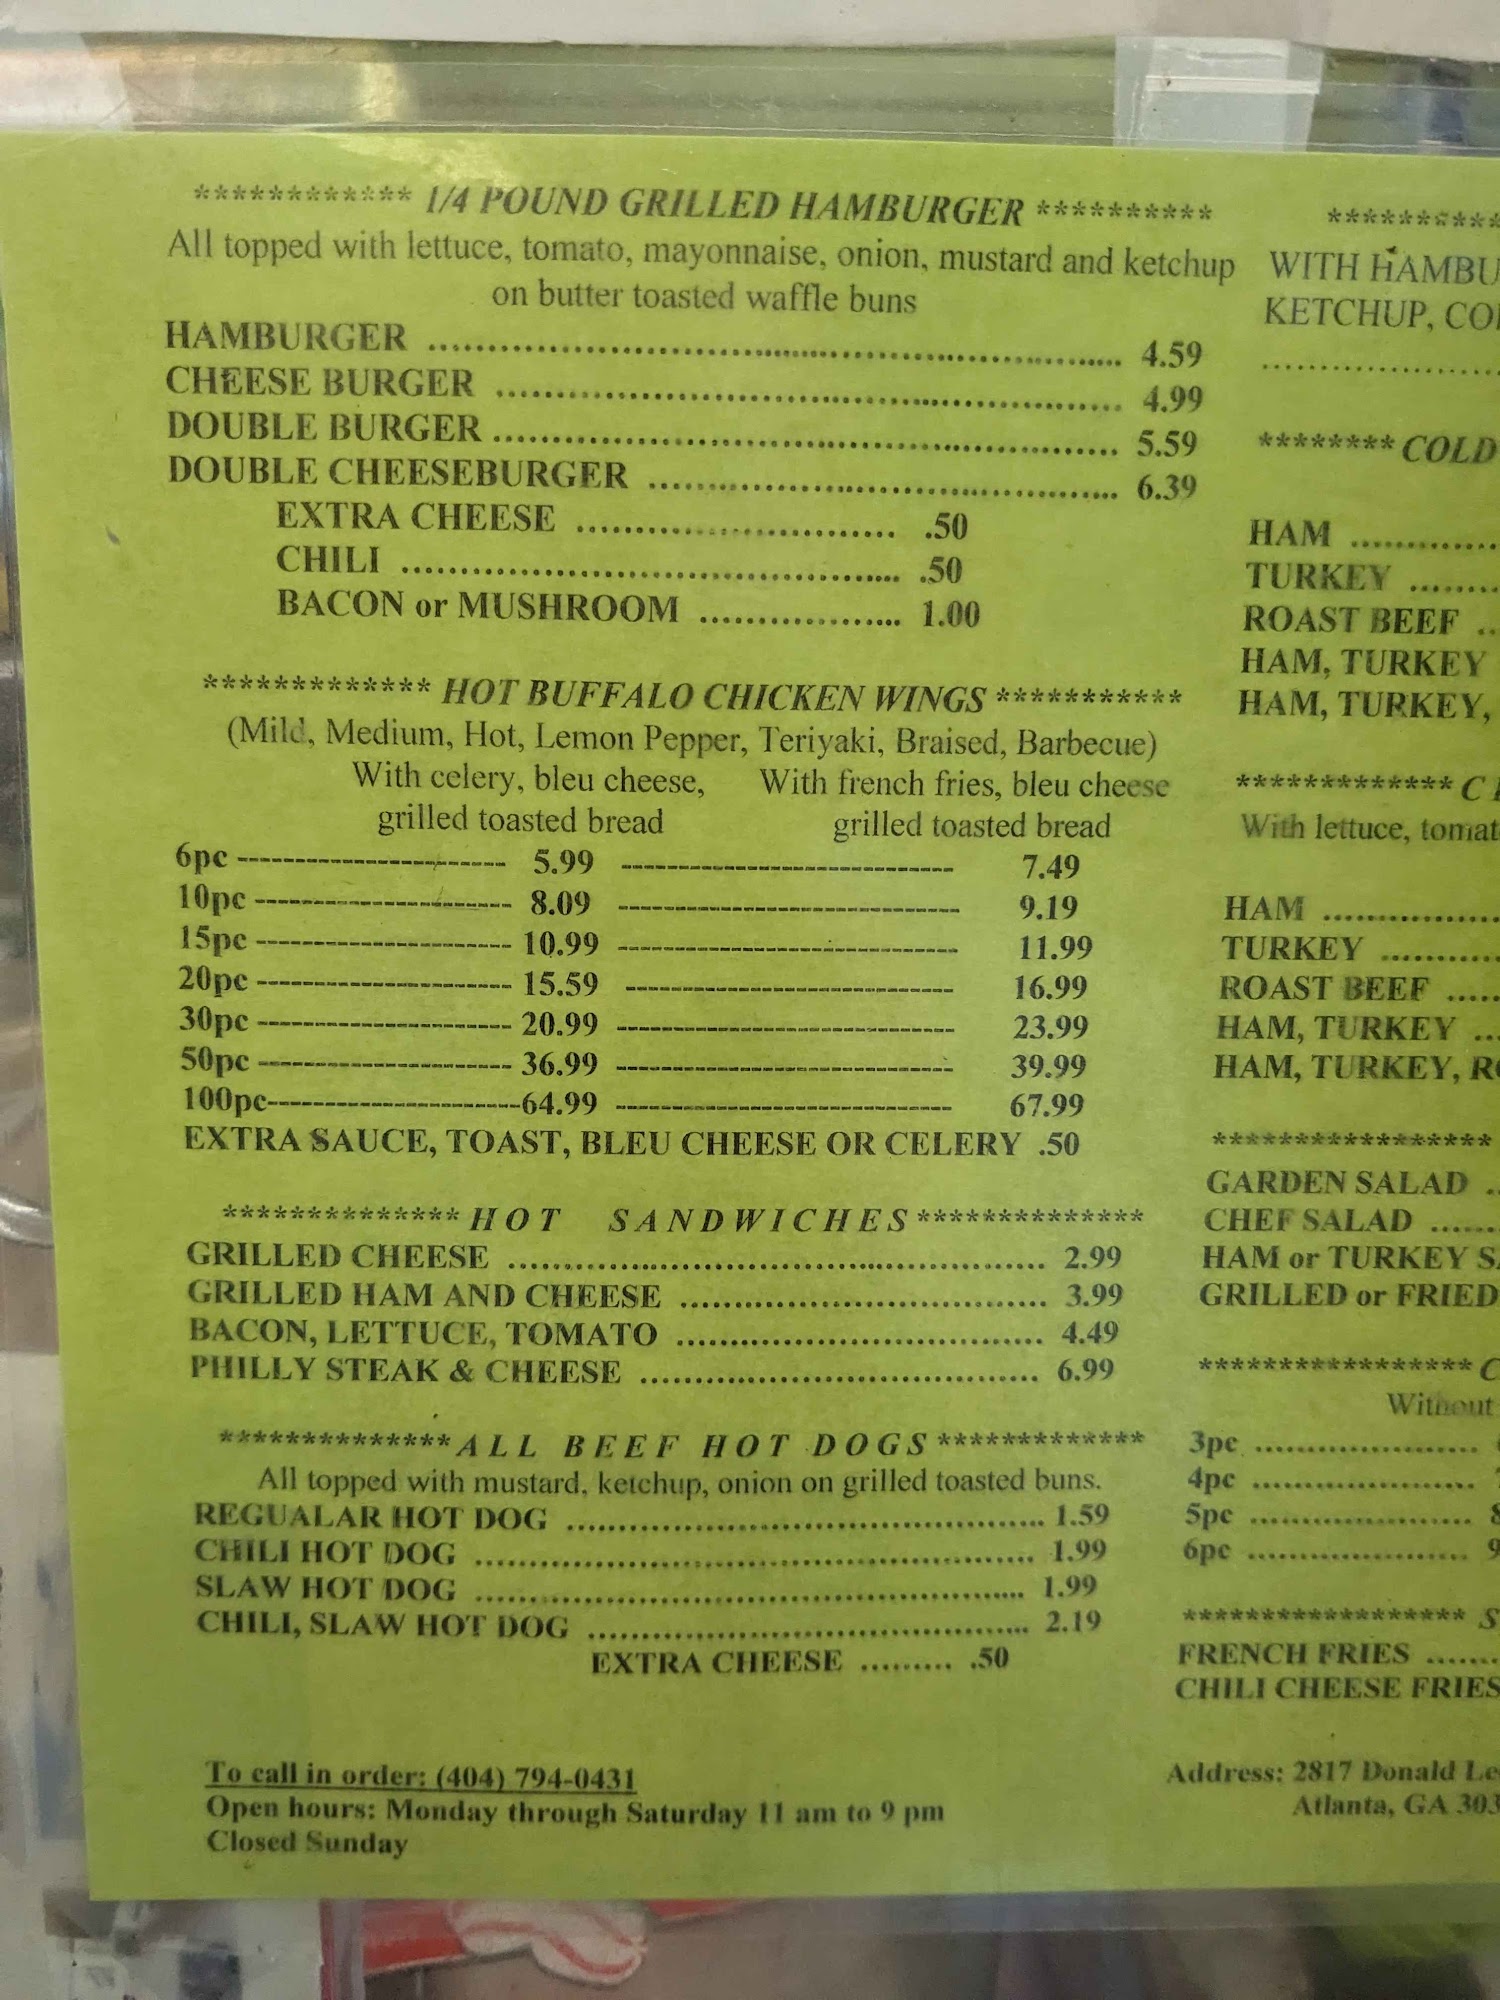 ************ 1/4 POUND GRILLED HAMBURGER **********
All topped with lettuce, tomato, mayonnaise, onion, mustard and ketchup
on butter toasted waffle buns
HAMBURGER .......... 4.59
CHEESE BURGER .......... 4.99
DOUBLE BURGER .......... 5.59
DOUBLE CHEESEBURGER .......... 6.39
EXTRA CHEESE .......... .50
CHILI .......... .50
BACON or MUSHROOM .......... 1.00
************* HOT BUFFALO CHICKEN WINGS ***********
(Mild, Medium, Hot, Lemon Pepper, Teriyaki, Braised, Barbecue)
With celery, bleu cheese, With french fries, bleu cheese
grilled toasted bread grilled toasted bread
6pc ---------- 5.99 ---------- 7.49
10pc ---------- 8.09 ---------- 9.19
15pc ---------- 10.99 ---------- 11.99
20pc ---------- 15.59 ---------- 16.99
30pc ---------- 20.99 ---------- 23.99
50pc ---------- 36.99 ---------- 39.99
100pc ---------- 64.99 ---------- 67.99
EXTRA SAUCE, TOAST, BLEU CHEESE OR CELERY .50
************** HOT SANDWICHES **************
GRILLED CHEESE .......... 2.99
GRILLED HAM AND CHEESE .......... 3.99
BACON, LETTUCE, TOMATO .......... 4.49
PHILLY STEAK & CHEESE .......... 6.99
************** ALL BEEF HOT DOGS *************
All topped with mustard, ketchup, onion on grilled toasted buns.
REGUALAR HOT DOG .......... 1.59
CHILI HOT DOG .......... 1.99
SLAW HOT DOG .......... 1.99
CHILI, SLAW HOT DOG .......... 2.19
EXTRA CHEESE ......... .50
To call in order: (404) 794-0431
Open hours: Monday through Saturday 11 am to 9 pm
Closed Sunday
**********
WITH HAMBU
KETCHUP,
..........
******** COLD
HAM ..........
TURKEY ..........
ROAST BEEF ..
HAM, TURKEY
HAM, TURKEY,
************* C
With lettuce, tomat
HAM ..........
TURKEY ..........
ROAST BEEF .....
HAM, TURKEY ...
HAM, TURKEY, R
*****************
GARDEN SALAD ..
CHEF SALAD ......
HAM or TURKEY S
GRILLED or FRIED
***************** C
Without
3pc ..........
4pc ..........
5pc .......... 8
6pc .......... 9
****************** S
FRENCH FRIES ......
CHILI CHEESE FRIES
Address: 2817 Donald Le
Atlanta, GA 303